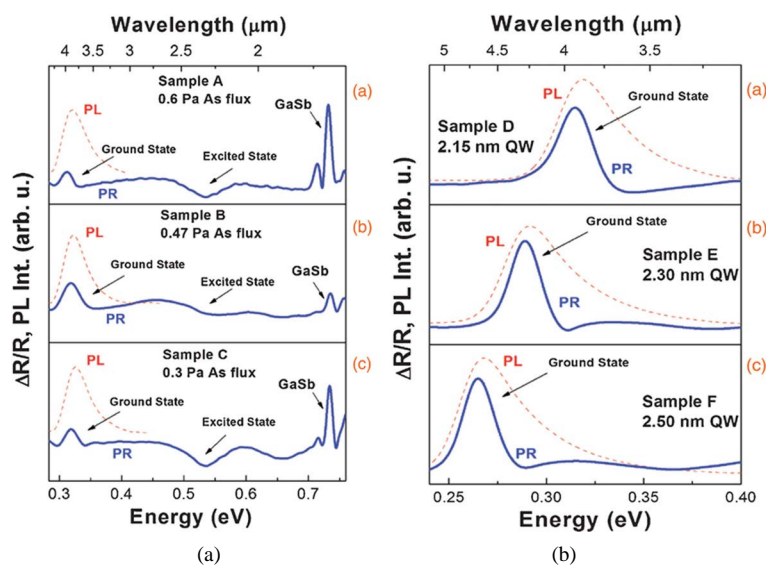 Wavelength (μm)
4 3.5 3 2.5 2
Sample A
0.6 Pa As flux
GaSb
PL
Ground State
Excited State
PR
(a)
Sample B
0.47 Pa As flux
PL
Ground State
Excited State
GaSb
PR
(b)
Sample C
0.3 Pa As flux
GaSb
PL
Ground State
Excited State
PR
(c)
ΔR/R, PL Int. (arb. u.)
0.3 0.4 0.5 0.6 0.7
Energy (eV)
(a)
Wavelength (μm)
5 4.5 4 3.5
PL
Ground State
Sample D
2.15 nm QW
PR
(a)
PL
Ground State
Sample E
2.30 nm QW
PR
(b)
PL
Ground State
Sample F
2.50 nm QW
PR
(c)
ΔR/R, PL Int. (arb. u.)
0.25 0.30 0.35 0.40
Energy (eV)
(b)